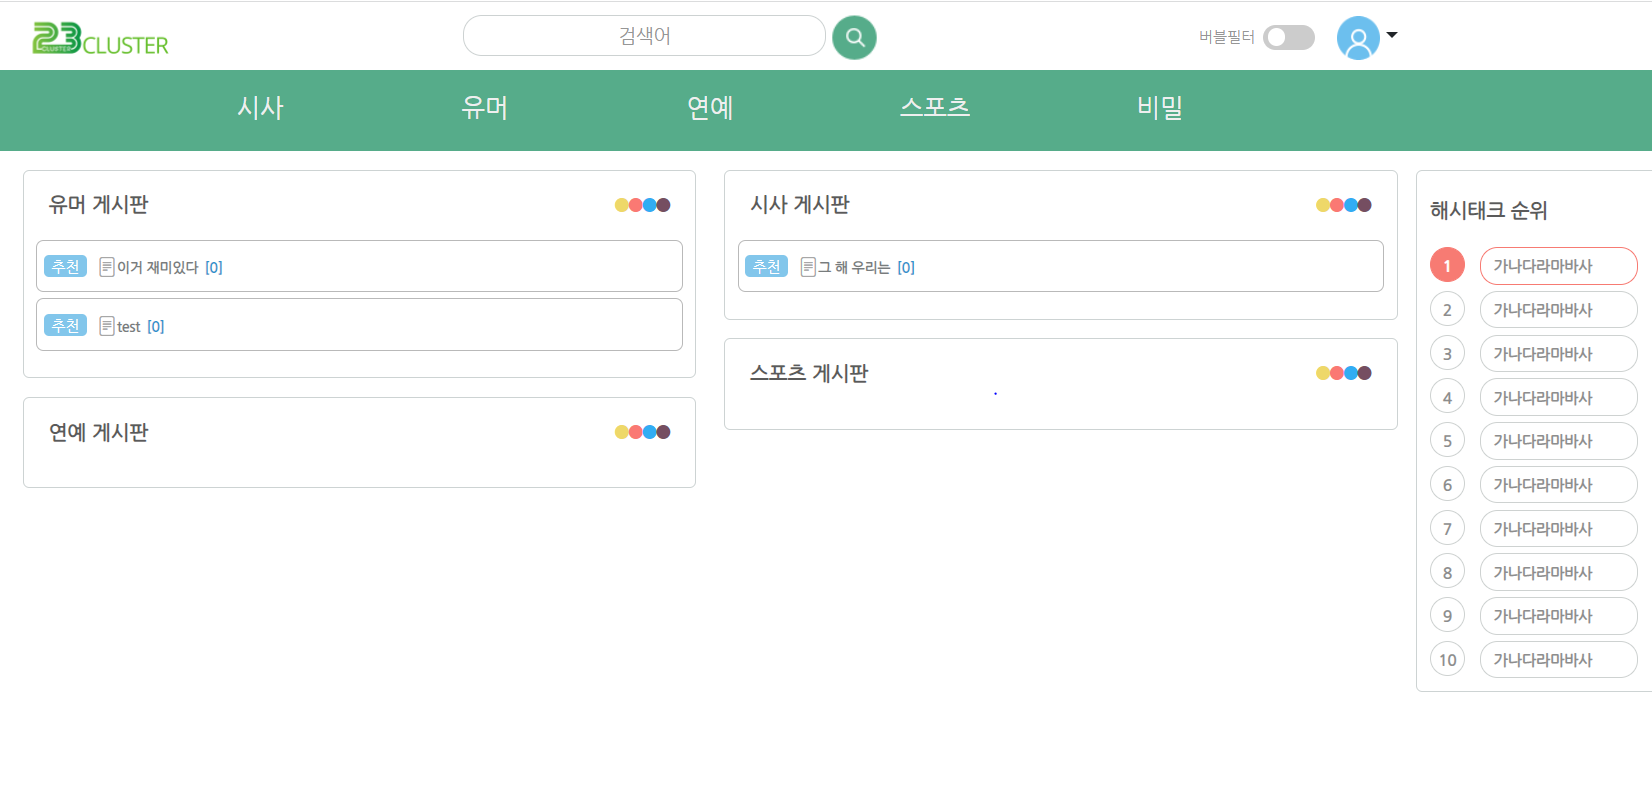 23 CLUSTER CLUSTER
검색어
버블필터
시사 유머 연예 스포츠 비밀
유머 게시판
추천 이거 재미있다 [0]
추천 test [0]
연예 게시판
시사 게시판
추천 그 해 우리는 [0]
스포츠 게시판
해시태크 순위
1 가나다라마바사
2 가나다라마바사
3 가나다라마바사
4 가나다라마바사
5 가나다라마바사
6 가나다라마바사
7 가나다라마바사
8 가나다라마바사
9 가나다라마바사
10 가나다라마바사